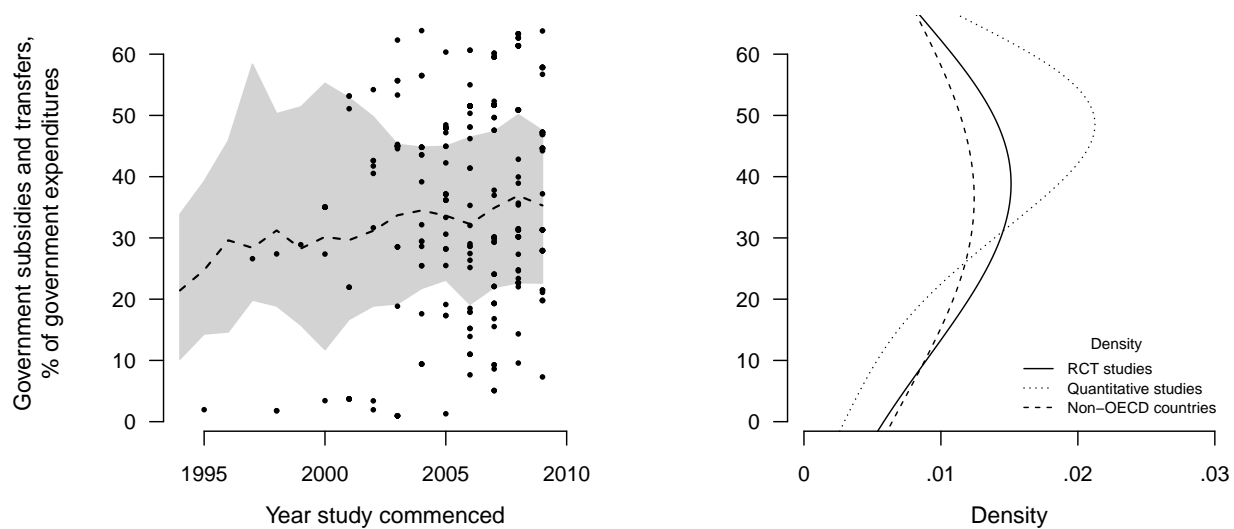 Government subsidies and transfers,
% of government expenditures
60
50
40
30
20
10
0
1995
2000
2005
2010
Year study commenced
60
50
40
30
20
10
0
0
.01
.02
.03
Density
Density
RCT studies
Quantitative studies
Non−OECD countries